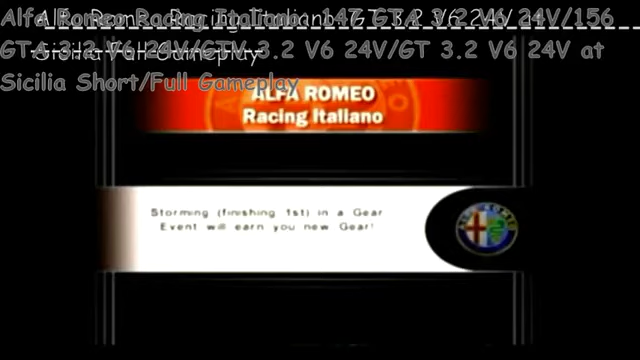 Alfa Romeo Racing Italiano: 147 GTA 3.2 V6 24V/156
GTA 3.2 V6 24V/GTV 3.2 V6 24V/GT 3.2 V6 24V at
Sicilia Short/Full Gameplay
ALFA ROMEO
Racing Italiano
Storming (finishing 1st) in a Gear
Event will earn you new Gear!